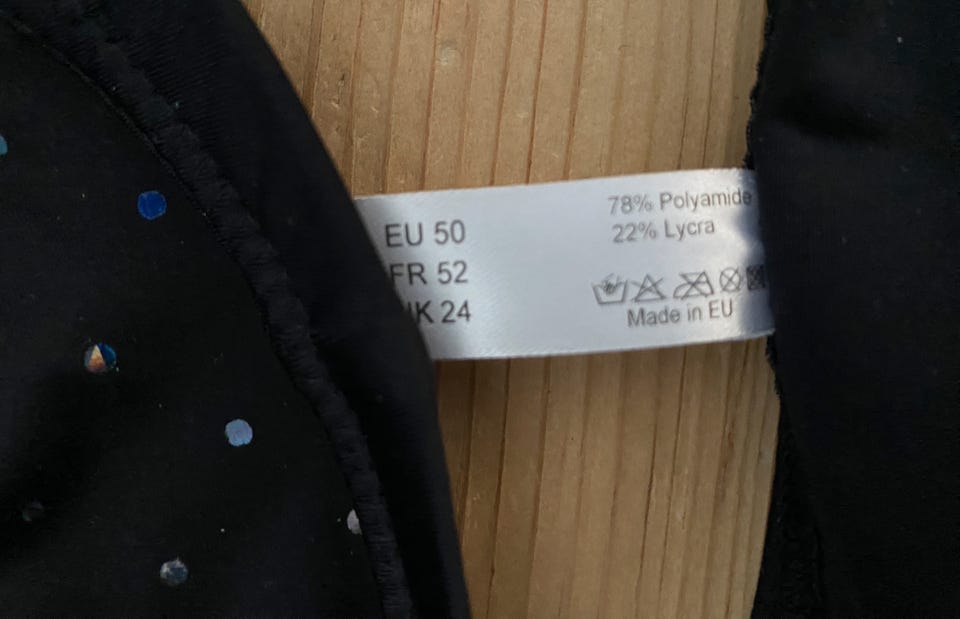 EU 50
FR 52
UK 24
78% Polyamide
22% Lycra
Made in EU